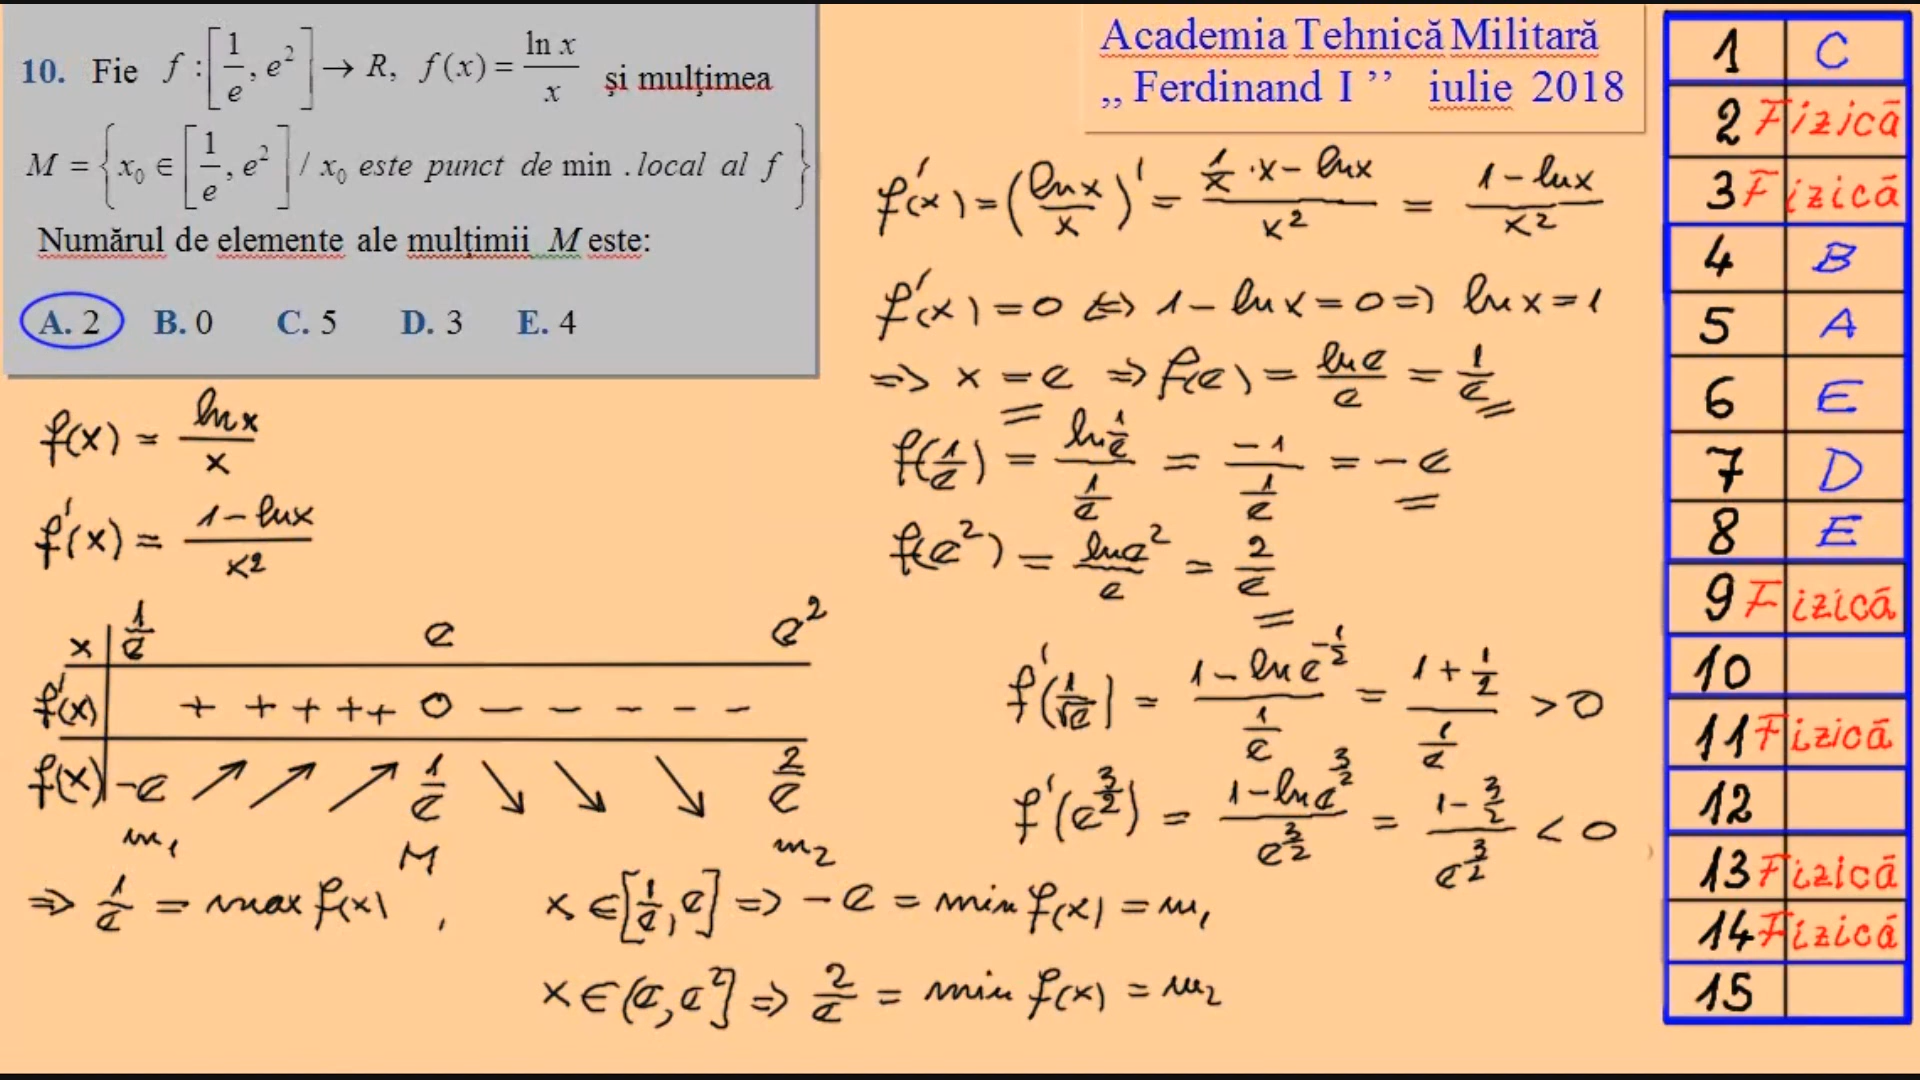 10. Fie f : [1/e, e²] → R, f(x) = ln x / x și mulțimea
M = { x₀ ∈ [1/e, e²] / x₀ este punct de min .local al f }
Numărul de elemente ale mulțimii M este:
A. 2 B. 0 C. 5 D. 3 E. 4
Academia Tehnică Militară
,, Ferdinand I ’’ iulie 2018
f'(x) = (ln x / x)' = (1/x · x − ln x) / x² = (1 − ln x) / x²
f'(x) = 0 ⇔ 1 − ln x = 0 ⇒ ln x = 1
⇒ x = e ⇒ f(e) = ln e / e = 1/e
f(1/e) = ln 1/e / 1/e = −1 / 1/e = −e
f(e²) = ln e² / e = 2/e
f'(1/√e) = (1 − ln e^(-1/2)) / 1/e = (1 + 1/2) / 1/e > 0
f'(e^(3/2)) = (1 − ln e^(3/2)) / e^(3/2) = (1 − 3/2) / e^(3/2) < 0
f(x) = ln x / x
f'(x) = (1 − ln x) / x²
x 1/e e e²
f'(x) + + + + + 0 − − − − −
f(x) −e ↗ ↗ ↗ 1/e ↘ ↘ ↘ 2/e
m₁ M m₂
⇒ 1/e = max f(x) , x ∈ [1/e, e] ⇒ −e = min f(x) = m₁
x ∈ (e, e²] ⇒ 2/e = min f(x) = m₂
1 C
2 Fizică
3 Fizică
4 B
5 A
6 E
7 D
8 E
9 Fizică
10
11 Fizică
12
13 Fizică
14 Fizică
15